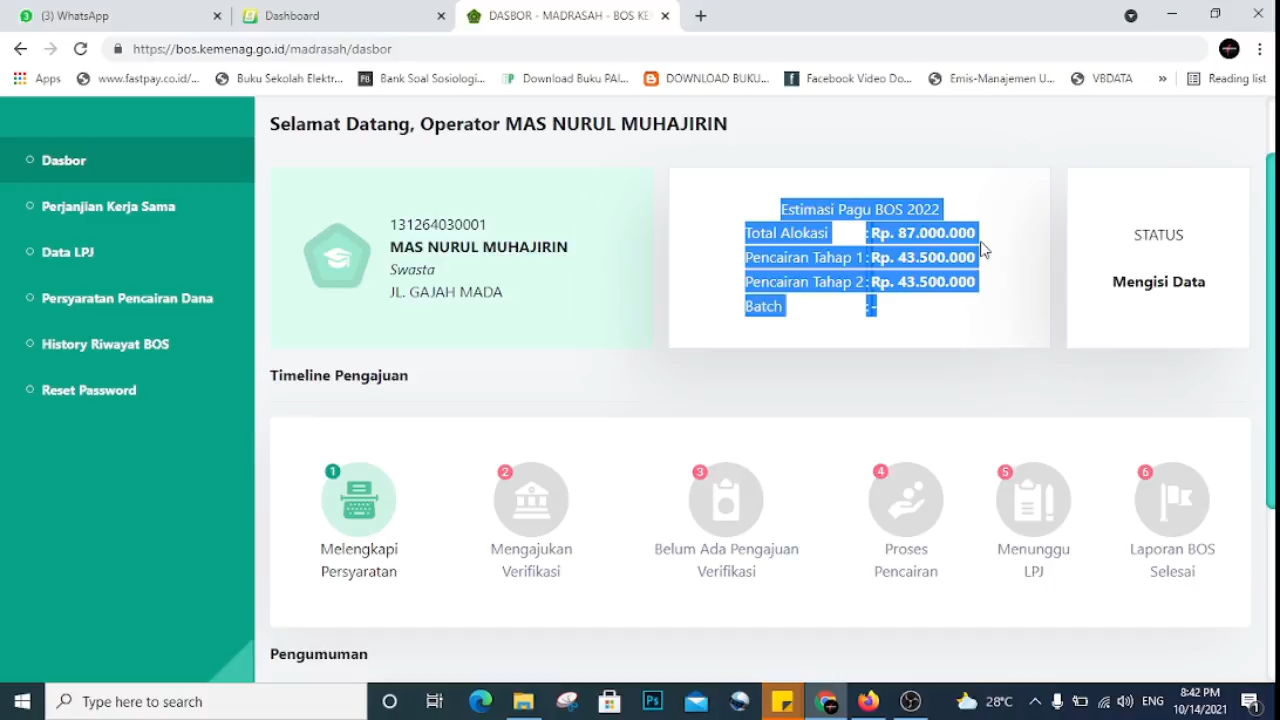 (3) WhatsApp
Dashboard
DASBOR - MADRASAH - BOS KE
https://bos.kemenag.go.id/madrasah/dasbor
Apps
www.fastpay.co.id/...
Buku Sekolah Elektr...
Bank Soal Sosiologi...
Download Buku PAI...
DOWNLOAD BUKU...
Facebook Video Do...
Emis-Manajemen U...
VBDATA
»
Reading list
Dasbor
Perjanjian Kerja Sama
Data LPJ
Persyaratan Pencairan Dana
History Riwayat BOS
Reset Password
Selamat Datang, Operator MAS NURUL MUHAJIRIN
131264030001
MAS NURUL MUHAJIRIN
Swasta
JL. GAJAH MADA
Estimasi Pagu BOS 2022
Total Alokasi : Rp. 87.000.000
Pencairan Tahap 1 : Rp. 43.500.000
Pencairan Tahap 2 : Rp. 43.500.000
Batch : -
STATUS
Mengisi Data
Timeline Pengajuan
1
Melengkapi
Persyaratan
2
Mengajukan
Verifikasi
3
Belum Ada Pengajuan
Verifikasi
4
Proses
Pencairan
5
Menunggu
LPJ
6
Laporan BOS
Selesai
Pengumuman
Type here to search
Ps
28°C
ENG
8:42 PM
10/14/2021
1